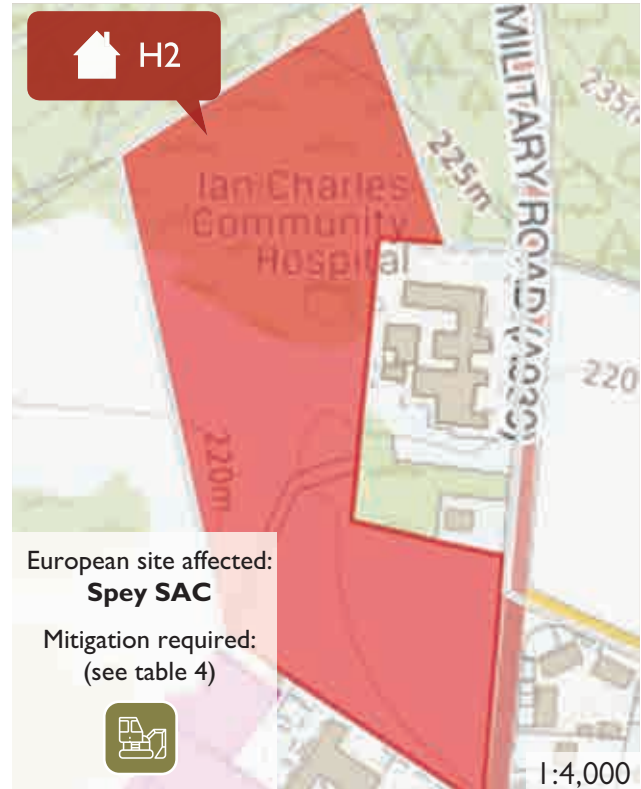 H2
235m
MILITARY ROAD (A939)
225m
Ian Charles
Community
Hospital
220
220m
European site affected:
Spey SAC
Mitigation required:
(see table 4)
1:4,000